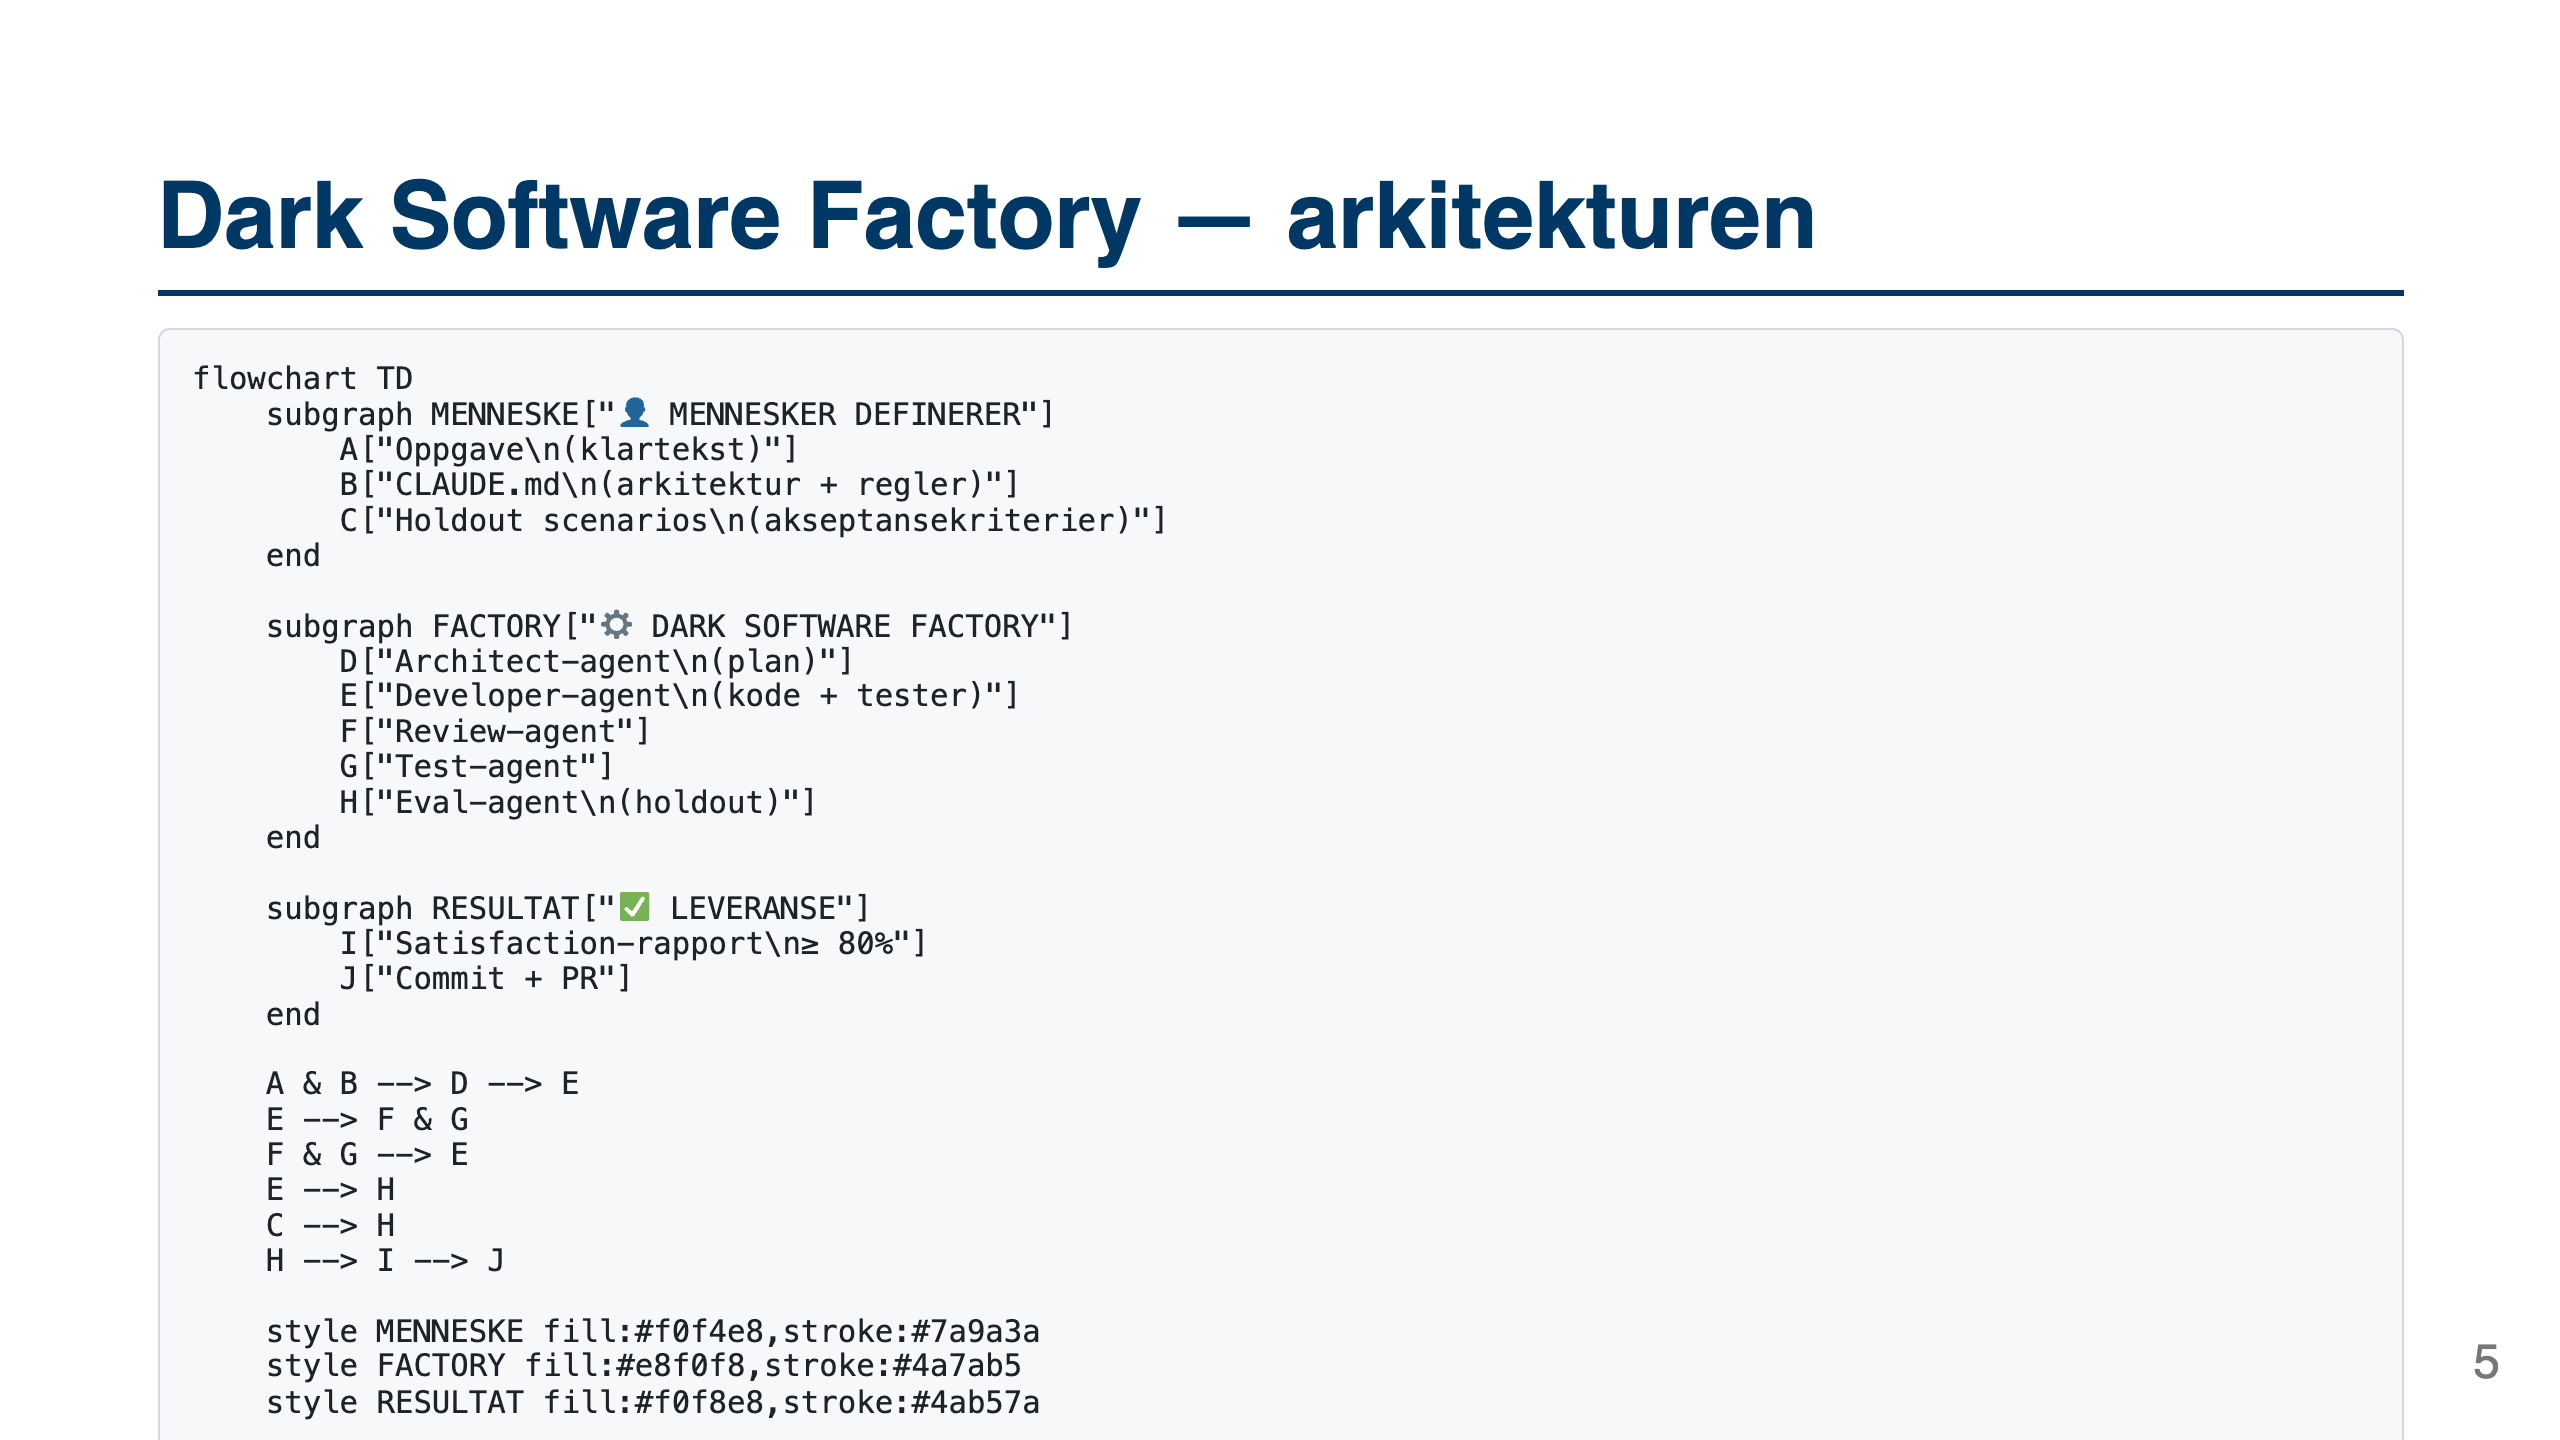 Dark Software Factory — arkitekturen
flowchart TD
    subgraph MENNESKE["👤 MENNESKER DEFINERER"]
        A["Oppgave\n(klartekst)"]
        B["CLAUDE.md\n(arkitektur + regler)"]
        C["Holdout scenarios\n(akseptansekriterier)"]
    end

    subgraph FACTORY["⚙️ DARK SOFTWARE FACTORY"]
        D["Architect-agent\n(plan)"]
        E["Developer-agent\n(kode + tester)"]
        F["Review-agent"]
        G["Test-agent"]
        H["Eval-agent\n(holdout)"]
    end

    subgraph RESULTAT["✅ LEVERANSE"]
        I["Satisfaction-rapport\n≥ 80%"]
        J["Commit + PR"]
    end

    A & B --> D --> E
    E --> F & G
    F & G --> E
    E --> H
    C --> H
    H --> I --> J

    style MENNESKE fill:#f0f4e8,stroke:#7a9a3a
    style FACTORY fill:#e8f0f8,stroke:#4a7ab5
    style RESULTAT fill:#f0f8e8,stroke:#4ab57a
5